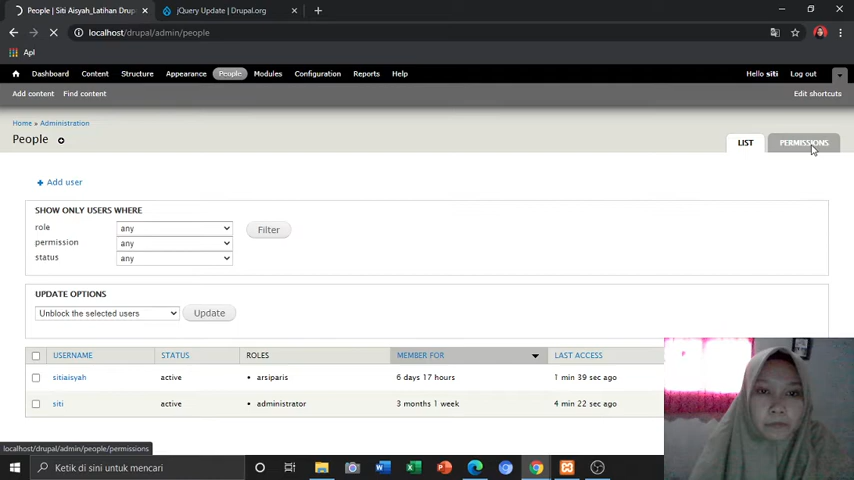 People | Siti Aisyah_Latihan Drup
jQuery Update | Drupal.org
localhost/drupal/admin/people
Apl
Dashboard Content Structure Appearance People Modules Configuration Reports Help Hello siti Log out
Add content Find content Edit shortcuts
Home » Administration
People
LIST PERMISSIONS
Add user
SHOW ONLY USERS WHERE
role any Filter
permission any
status any
UPDATE OPTIONS
Unblock the selected users Update
USERNAME STATUS ROLES MEMBER FOR LAST ACCESS
sitiaisyah active • arsiparis 6 days 17 hours 1 min 39 sec ago
siti active • administrator 3 months 1 week 4 min 22 sec ago
localhost/drupal/admin/people/permissions
Ketik di sini untuk mencari